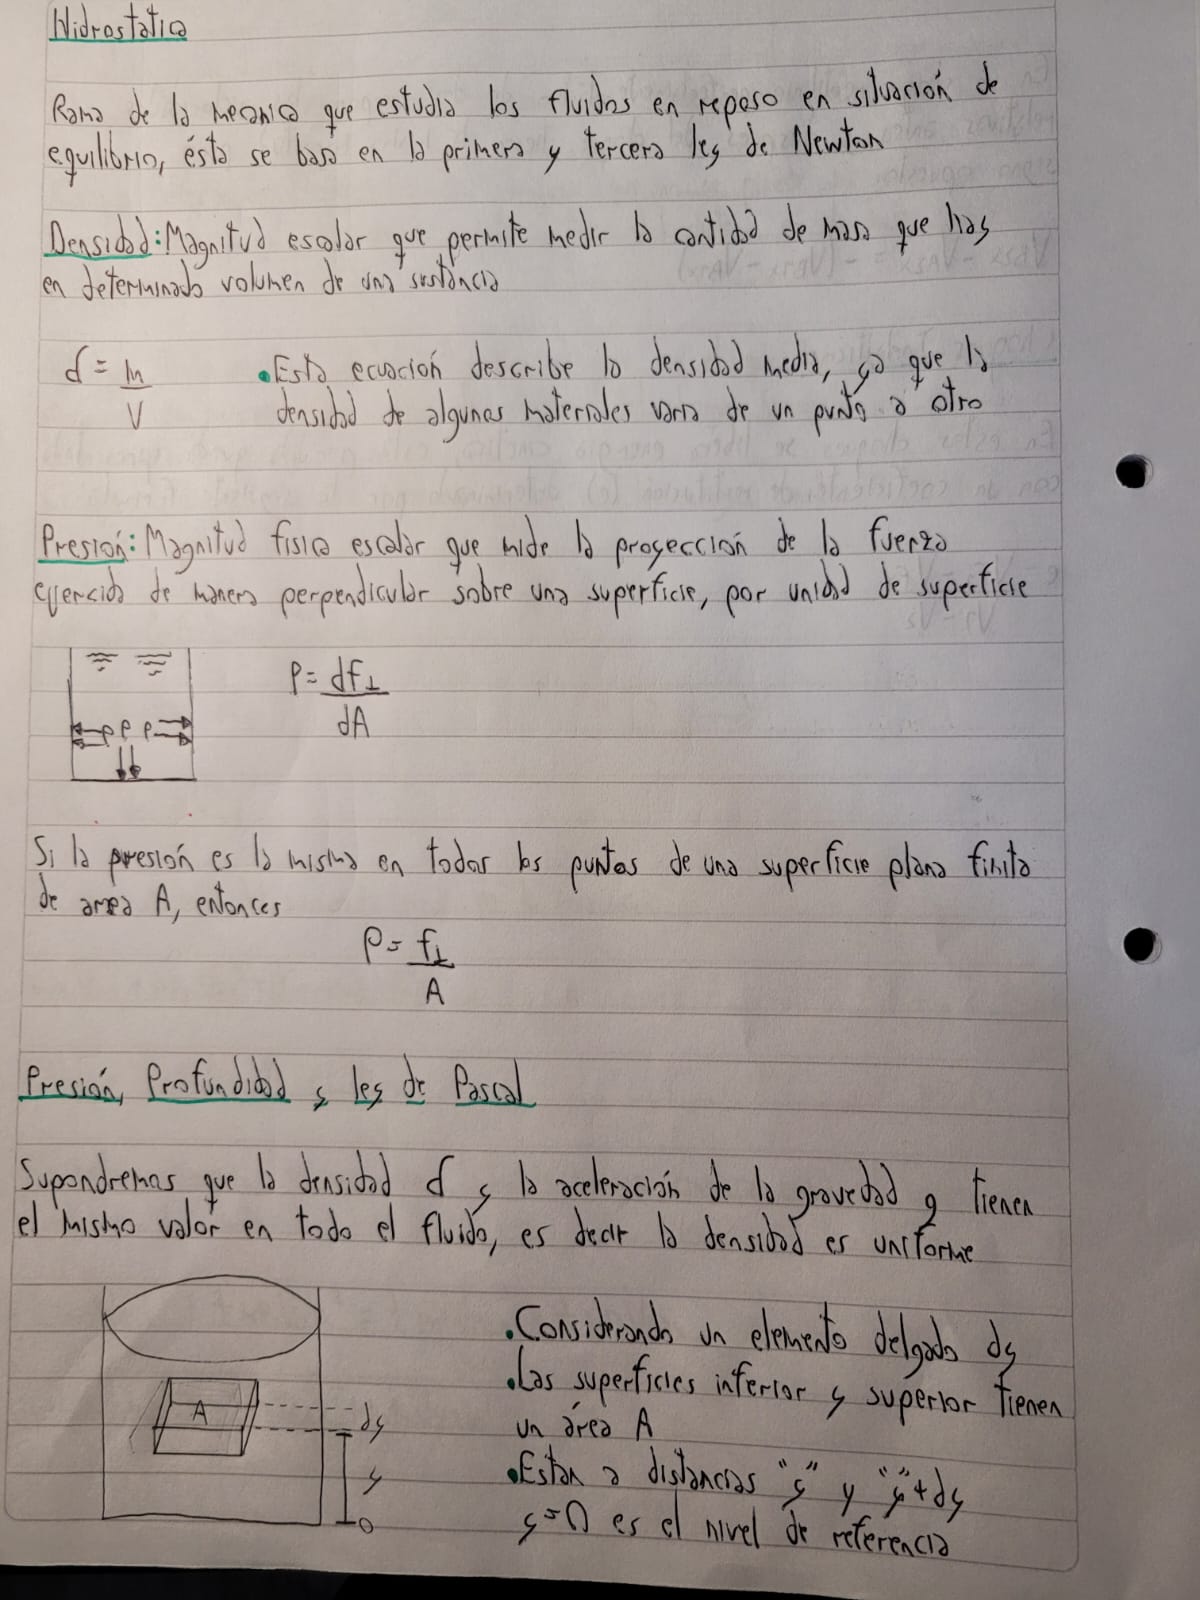 Hidrostatica
Rama de la mecanica que estudia los fluidos en reposo en situación de
equilibrio, ésta se basa en la primera y tercera ley de Newton
Densidad: Magnitud escalar que permite medir la cantidad de masa que hay
en determinado volumen de una sustancia
d = m
V
• Esta ecuación describe la densidad media, ya que la
densidad de algunos materiales varia de un punto a otro
Presión: Magnitud fisica escalar que mide la proyección de la fuerza
ejercida de manera perpendicular sobre una superficie, por unidad de superficie
P P P
P = df⊥
dA
Si la presión es la misma en todos los puntos de una superficie plana finita
de area A, entonces
P = f⊥
A
Presión, Profundidad y ley de Pascal
Supondremos que la densidad d y la aceleración de la gravedad g tienen
el mismo valor en todo el fluido, es decir la densidad es uniforme
A
dy
y
0
• Considerando un elemento delgado dy
• Las superficies inferior y superior tienen
un área A
• Estan a distancias "y" y "y"+dy
y=0 es el nivel de referencia